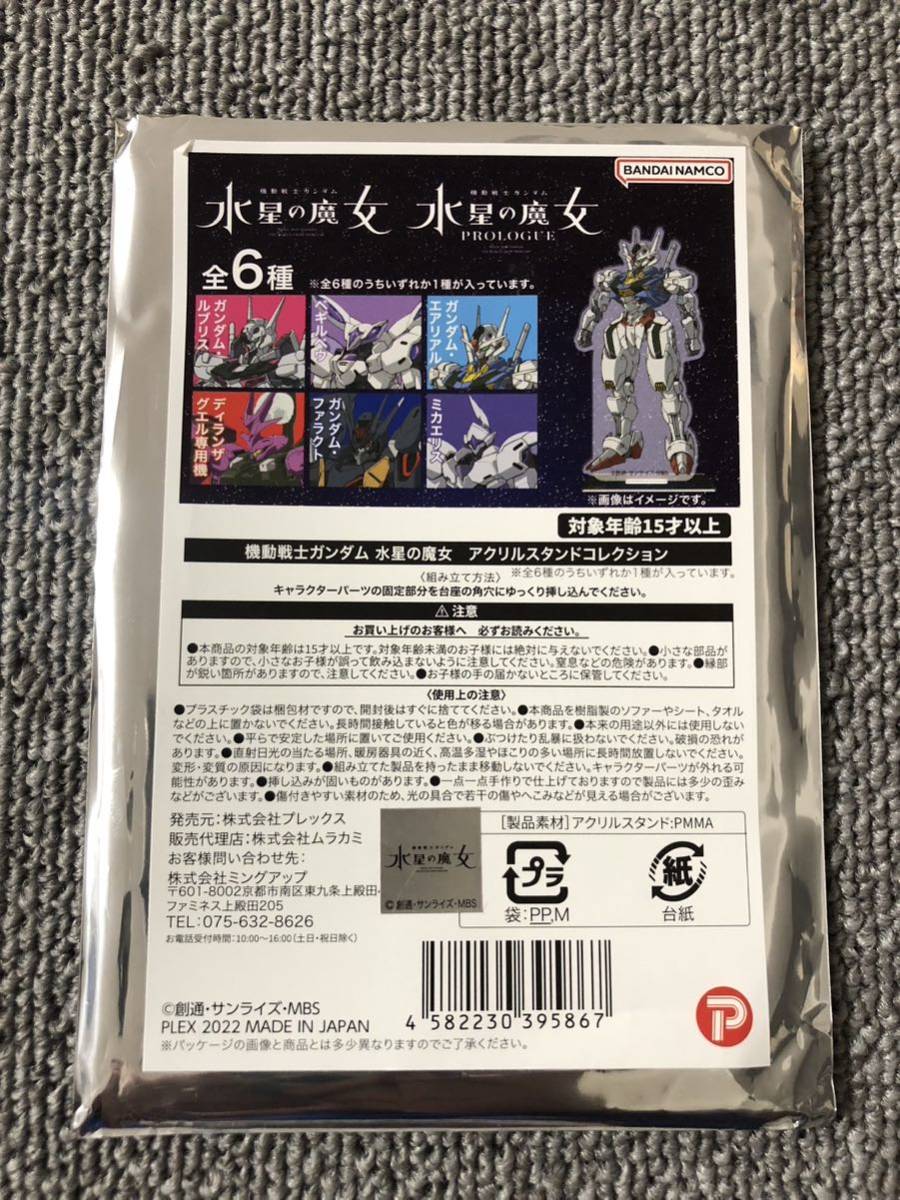 BANDAI NAMCO
機動戦士ガンダム
水星の魔女
機動戦士ガンダム
水星の魔女
PROLOGUE
全6種 ※全6種のうちいずれか1種が入っています。
ガンダム・
ルブリス
ベギルベウ
ガンダム・
エアリアル
ディランザ
グエル専用機
ガンダム・
ファラクト
ミカエリス
©創通・サンライズ・MBS
※画像はイメージです。
対象年齢15才以上
機動戦士ガンダム 水星の魔女 アクリルスタンドコレクション
〈組み立て方法〉 ※全6種のうちいずれか1種が入っています。
キャラクターパーツの固定部分を台座の角穴にゆっくり挿し込んでください。
⚠注意
お買い上げのお客様へ 必ずお読みください。
●本商品の対象年齢は15才以上です。対象年齢未満のお子様には絶対に与えないでください。●小さな部品が
ありますので、小さなお子様が誤って飲み込まないように注意してください。窒息などの危険があります。●縁部
が鋭い箇所がありますので、注意してください。●お子様の手の届かないところに保管してください。
〈使用上の注意〉
●プラスチック袋は梱包材ですので、開封後はすぐに捨ててください。●本商品を樹脂製のソファーやシート、タオル
などの上に置かないでください。長時間接触していると色が移る場合があります。●本来の用途以外には使用しない
でください。●平らで安定した場所に置いてご使用ください。●ぶつけたり乱暴に扱わないでください。破損の恐れが
あります。●直射日光の当たる場所、暖房器具の近く、高温多湿やほこりの多い場所に長時間放置しないでください。
変形・変質の原因になります。●組み立てた製品を持ったまま移動しないでください。キャラクターパーツが外れる可
能性があります。●挿し込みが固いものがあります。●一点一点手作りで仕上げておりますので製品には多少の歪み
などがございます。●傷付きやすい素材のため、光の具合で若干の傷やへこみなどが見える場合がございます。
発売元:株式会社プレックス
販売代理店:株式会社ムラカミ
お客様問い合わせ先:
株式会社ミングアップ
〒601-8002京都市南区東九条上殿田
ファミネス上殿田205
TEL:075-632-8626
お電話受付時間:10:00〜16:00(土日・祝日除く)
機動戦士ガンダム
水星の魔女
©創通・サンライズ・MBS
[製品素材]アクリルスタンド:PMMA
プラ
袋:PP,M
紙
台紙
©創通・サンライズ・MBS
PLEX 2022 MADE IN JAPAN
※パッケージの画像と商品とは多少異なりますのでご了承ください。
4 582230 395867
P